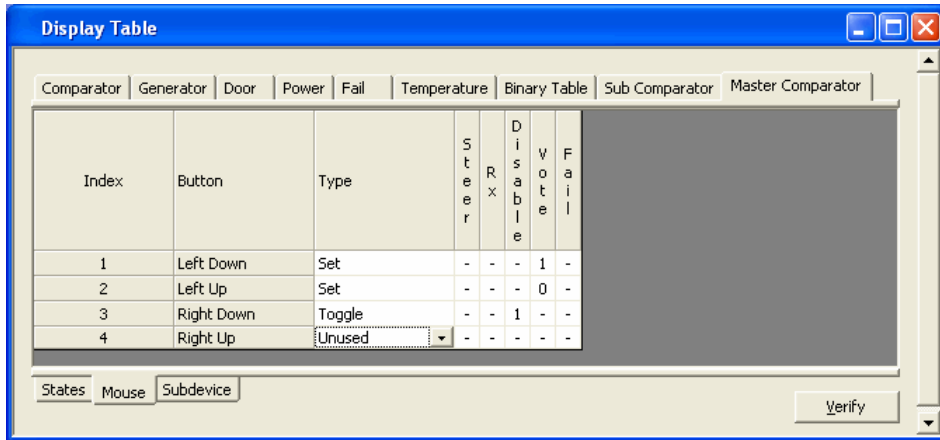 Display Table
Comparator Generator Door Power Fail Temperature Binary Table Sub Comparator Master Comparator
Index Button Type Steer Rx Disable Vote Fail
1 Left Down Set - - - 1 -
2 Left Up Set - - - 0 -
3 Right Down Toggle - - 1 - -
4 Right Up Unused - - - - -
States Mouse Subdevice
Verify